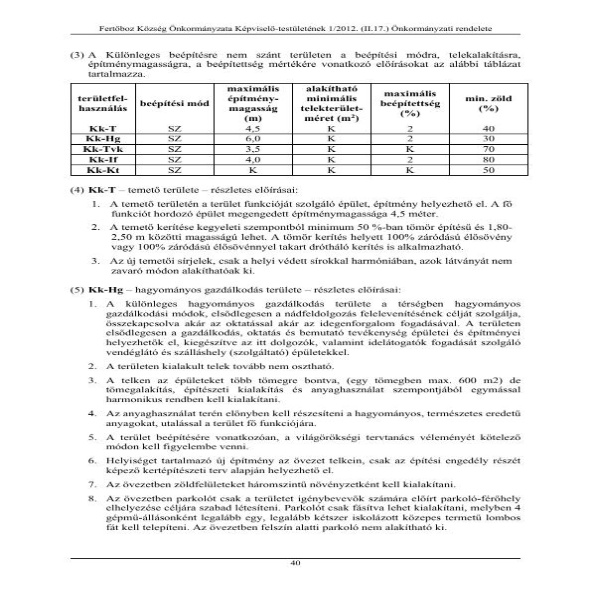 Fertőboz Község Önkormányzata Képviselő-testületének 1/2012. (II.17.) Önkormányzati rendelete
(3) A Különleges beépítésre nem szánt területen a beépítési módra, telekalakításra,
építménymagasságra, a beépítettség mértékére vonatkozó előírásokat az alábbi táblázat
tartalmazza.
területfel-használás beépítési mód maximális építmény-magasság (m) alakítható minimális telekterület-méret (m²) maximális beépítettség (%) min. zöld (%)
Kk-T SZ 4,5 K 2 40
Kk-Hg SZ 6,0 K 2 30
Kk-Tvk SZ 3,5 K K 70
Kk-If SZ 4,0 K 2 80
Kk-Kt SZ K K K 50
(4) Kk-T – temető területe – részletes előírásai:
1. A temető területén a terület funkcióját szolgáló épület, építmény helyezhető el. A fő
funkciót hordozó épület megengedett építménymagassága 4,5 méter.
2. A temető kerítése kegyeleti szempontból minimum 50 %-ban tömör építésű és 1,80-
2,50 m közötti magasságú lehet. A tömör kerítés helyett 100% záródású élősövény
vagy 100% záródású élősövénnyel takart drótháló kerítés is alkalmazható.
3. Az új temetői sírjelek, csak a helyi védett sírokkal harmóniában, azok látványát nem
zavaró módon alakíthatóak ki.
(5) Kk-Hg – hagyományos gazdálkodás területe – részletes előírásai:
1. A különleges hagyományos gazdálkodás területe a térségben hagyományos
gazdálkodási módok, elsődlegesen a nádfeldolgozás felelevenítésének célját szolgálja,
összekapcsolva akár az oktatással akár az idegenforgalom fogadásával. A területen
elsődlegesen a gazdálkodás, oktatás és bemutató tevékenység épületei és építményei
helyezhetők el, kiegészítve az itt dolgozók, valamint idelátogatók fogadását szolgáló
vendéglátó és szálláshely (szolgáltató) épületekkel.
2. A területen kialakult telek tovább nem osztható.
3. A telken az épületeket több tömegre bontva, (egy tömegben max. 600 m2) de
tömegalakítás, építészeti kialakítás és anyaghasználat szempontjából egymással
harmonikus rendben kell kialakítani.
4. Az anyaghasználat terén előnyben kell részesíteni a hagyományos, természetes eredetű
anyagokat, utalással a terület fő funkciójára.
5. A terület beépítésére vonatkozóan, a világörökségi tervtanács véleményét kötelező
módon kell figyelembe venni.
6. Helyiséget tartalmazó új építmény az övezet telkein, csak az építési engedély részét
képező kertépítészeti terv alapján helyezhető el.
7. Az övezetben zöldfelületeket háromszintű növényzetként kell kialakítani.
8. Az övezetben parkolót csak a területet igénybevevők számára előírt parkoló-férőhely
elhelyezése céljára szabad létesíteni. Parkolót csak fásítva lehet kialakítani, melyben 4
gépmű-állásonként legalább egy, legalább kétszer iskolázott közepes termetű lombos
fát kell telepíteni. Az övezetben felszín alatti parkoló nem alakítható ki.
40